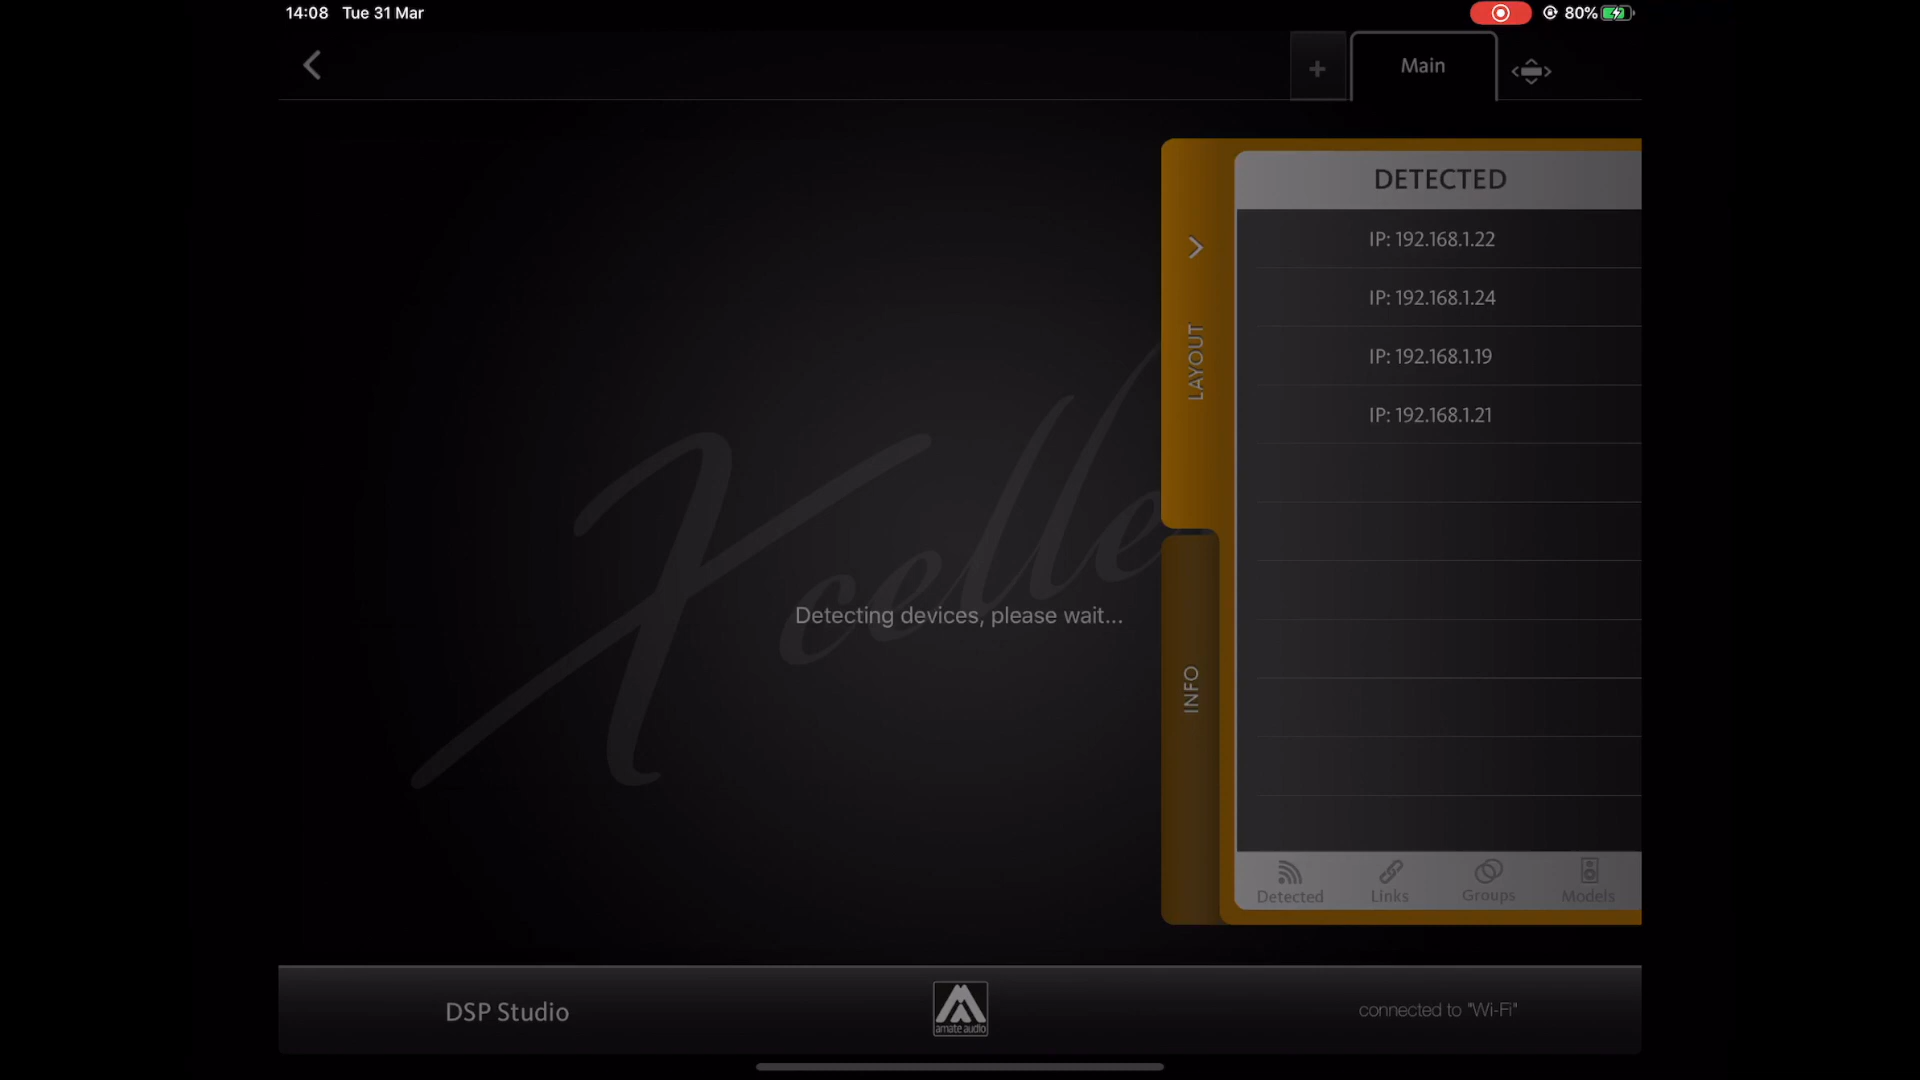 14:08 Tue 31 Mar
80%
+
Main
DETECTED
IP: 192.168.1.22
IP: 192.168.1.24
IP: 192.168.1.19
IP: 192.168.1.21
LAYOUT
Xcelle
Detecting devices, please wait...
INFO
Detected
Links
Groups
Models
DSP Studio
amate audio
connected to "Wi-Fi"